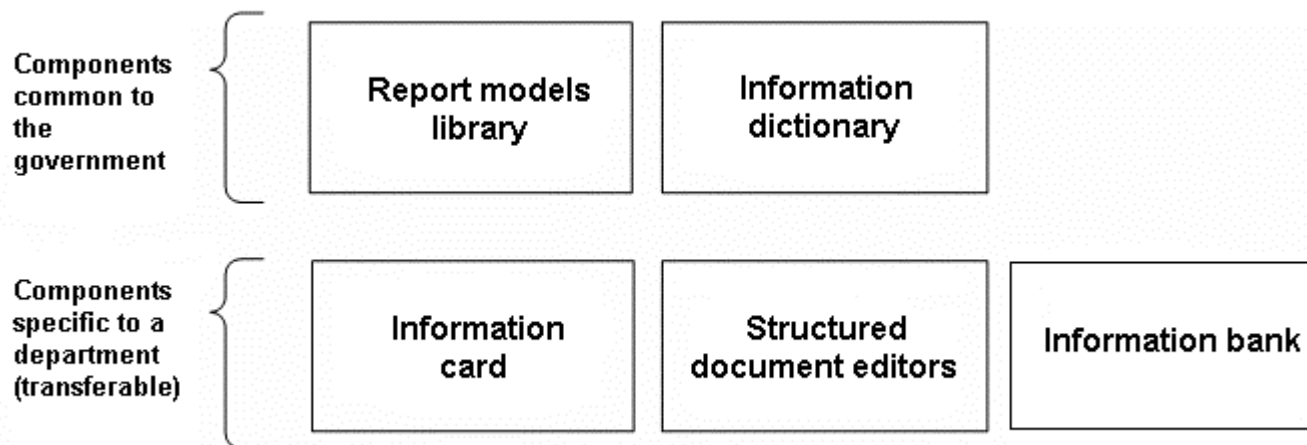 Components
common to
the
government
Report models
library
Information
dictionary
Components
specific to a
department
(transferable)
Information
card
Structured
document editors
Information bank